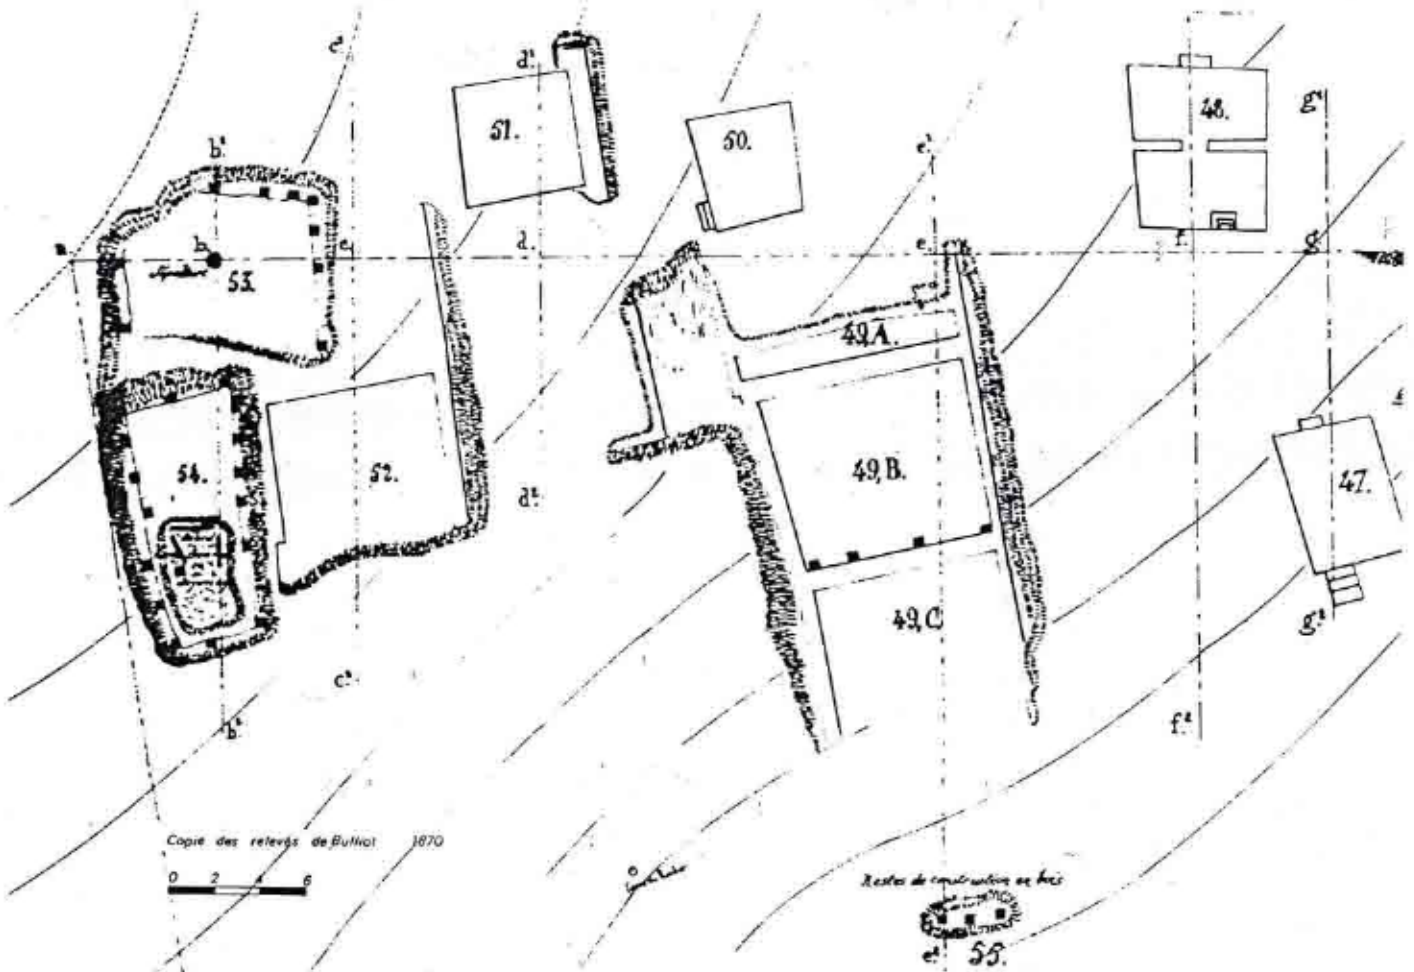 c¹.
d¹.
51.
50.
48.
g¹
b¹.
e¹.
b.
53.
c.
d.
e.
f.
g.
49,A.
54.
52.
49,B.
47.
d².
49,C
g².
c².
b².
f².
Copie des relevés de Bulliot 1870
0 2 4 6
Restes de construction en bois
e².
55.